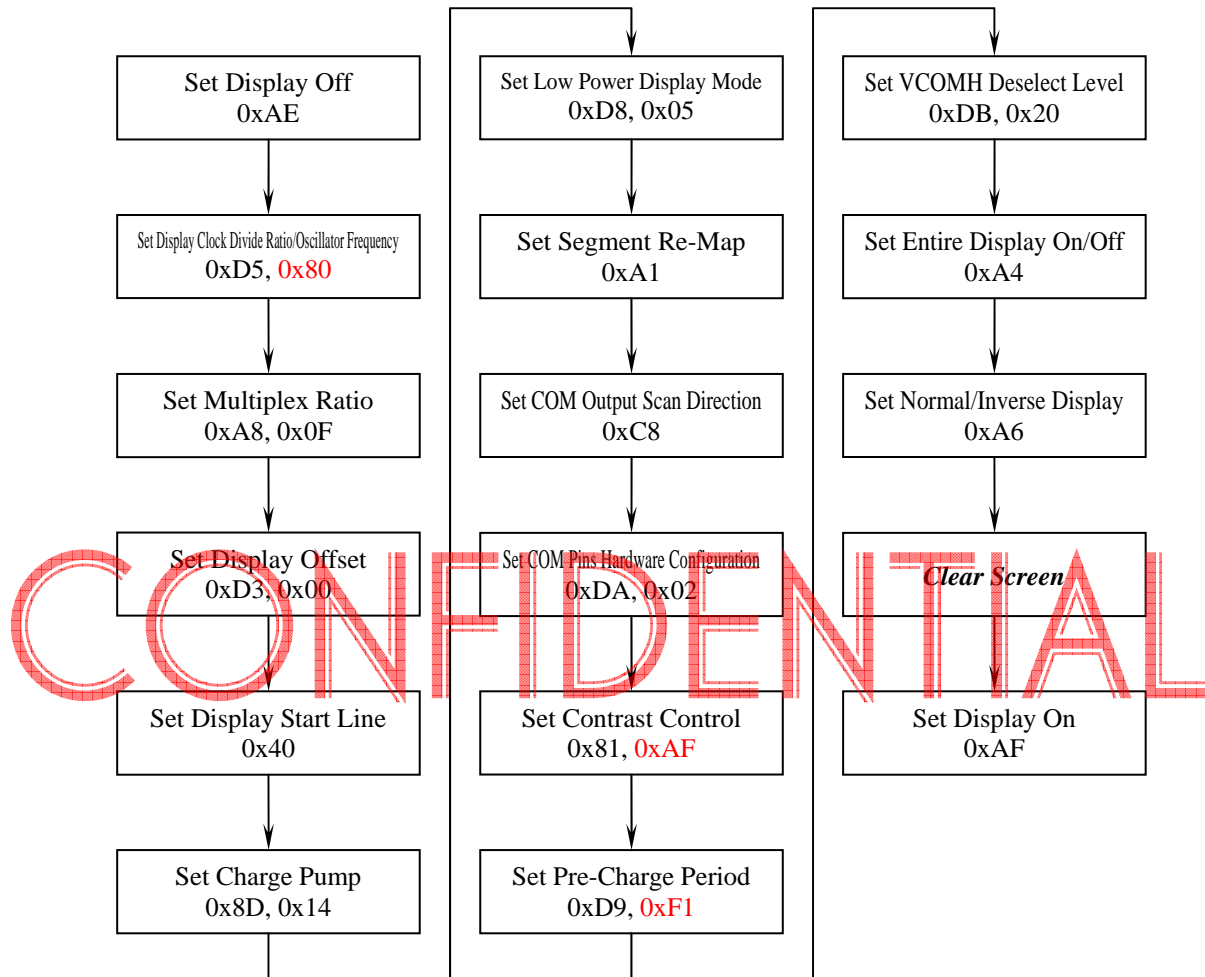 Set Display Off
0xAE
Set Display Clock Divide Ratio/Oscillator Frequency
0xD5, 0x80
Set Multiplex Ratio
0xA8, 0x0F
Set Display Offset
0xD3, 0x00
Set Display Start Line
0x40
Set Charge Pump
0x8D, 0x14
Set Low Power Display Mode
0xD8, 0x05
Set Segment Re-Map
0xA1
Set COM Output Scan Direction
0xC8
Set COM Pins Hardware Configuration
0xDA, 0x02
Set Contrast Control
0x81, 0xAF
Set Pre-Charge Period
0xD9, 0xF1
Set VCOMH Deselect Level
0xDB, 0x20
Set Entire Display On/Off
0xA4
Set Normal/Inverse Display
0xA6
Clear Screen
Set Display On
0xAF
CONFIDENTIAL